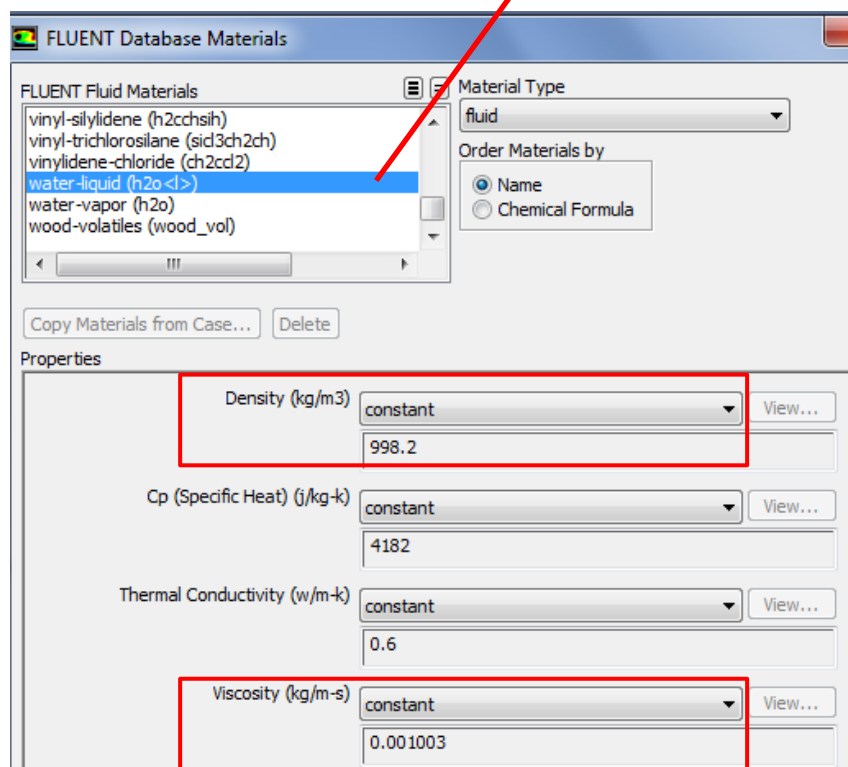 FLUENT Database Materials
FLUENT Fluid Materials
vinyl-silylidene (h2cchsih)
vinyl-trichlorosilane (sicl3ch2ch)
vinylidene-chloride (ch2ccl2)
water-liquid (h2o<l>)
water-vapor (h2o)
wood-volatiles (wood_vol)
Material Type
fluid
Order Materials by
Name
Chemical Formula
Copy Materials from Case... Delete
Properties
Density (kg/m3) constant View...
998.2
Cp (Specific Heat) (j/kg-k) constant View...
4182
Thermal Conductivity (w/m-k) constant View...
0.6
Viscosity (kg/m-s) constant View...
0.001003